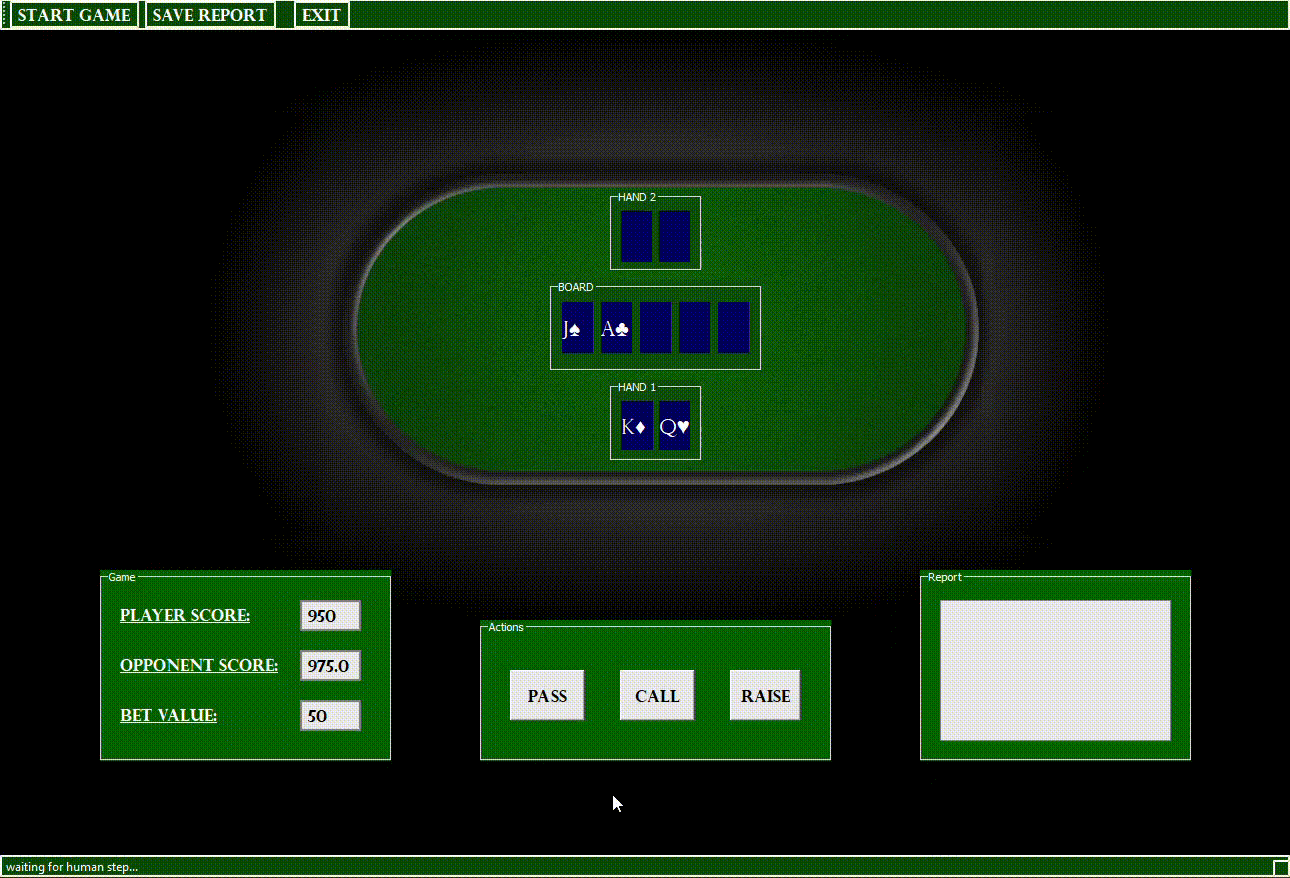 START GAME SAVE REPORT EXIT
HAND 2
BOARD
J♠ A♣
HAND 1
K♦ Q♥
Game
PLAYER SCORE: 950
OPPONENT SCORE: 975.0
BET VALUE: 50
Actions
PASS CALL RAISE
Report
waiting for human step...